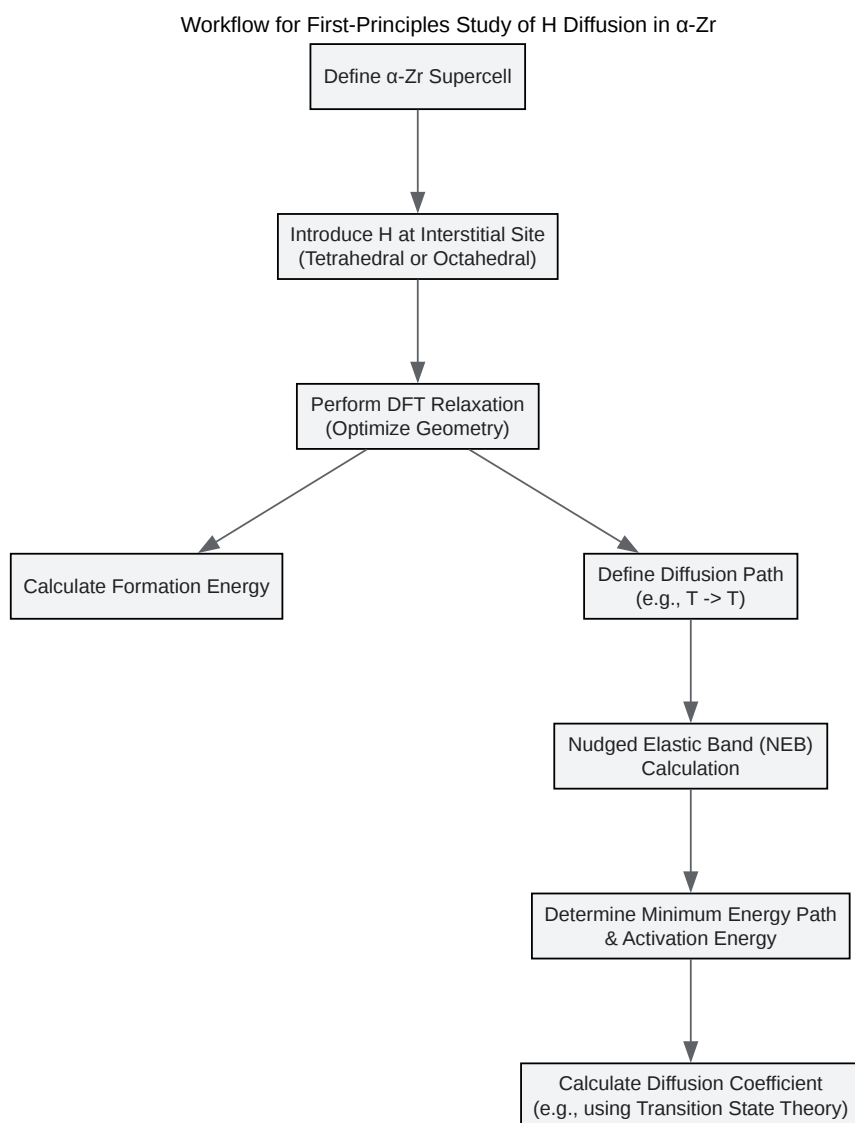 Workflow for First-Principles Study of H Diffusion in α-Zr
Define α-Zr Supercell
Introduce H at Interstitial Site
(Tetrahedral or Octahedral)
Perform DFT Relaxation
(Optimize Geometry)
Calculate Formation Energy
Define Diffusion Path
(e.g., T -> T)
Nudged Elastic Band (NEB)
Calculation
Determine Minimum Energy Path
& Activation Energy
Calculate Diffusion Coefficient
(e.g., using Transition State Theory)